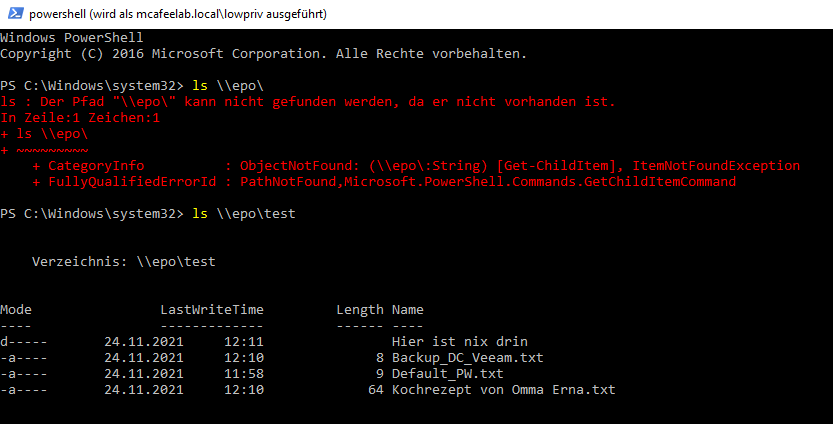 powershell (wird als mcafeelab.local\lowpriv ausgeführt)
Windows PowerShell
Copyright (C) 2016 Microsoft Corporation. Alle Rechte vorbehalten.
PS C:\Windows\system32> ls \\epo\
ls : Der Pfad "\\epo\" kann nicht gefunden werden, da er nicht vorhanden ist.
In Zeile:1 Zeichen:1
+ ls \\epo\
+ ~~~~~~~~~
    + CategoryInfo          : ObjectNotFound: (\\epo\:String) [Get-ChildItem], ItemNotFoundException
    + FullyQualifiedErrorId : PathNotFound,Microsoft.PowerShell.Commands.GetChildItemCommand
PS C:\Windows\system32> ls \\epo\test
    Verzeichnis: \\epo\test
Mode                LastWriteTime         Length Name
----                -------------         ------ ----
d-----       24.11.2021     12:11                Hier ist nix drin
-a----       24.11.2021     12:10              8 Backup_DC_Veeam.txt
-a----       24.11.2021     11:58              9 Default_PW.txt
-a----       24.11.2021     12:10             64 Kochrezept von Omma Erna.txt